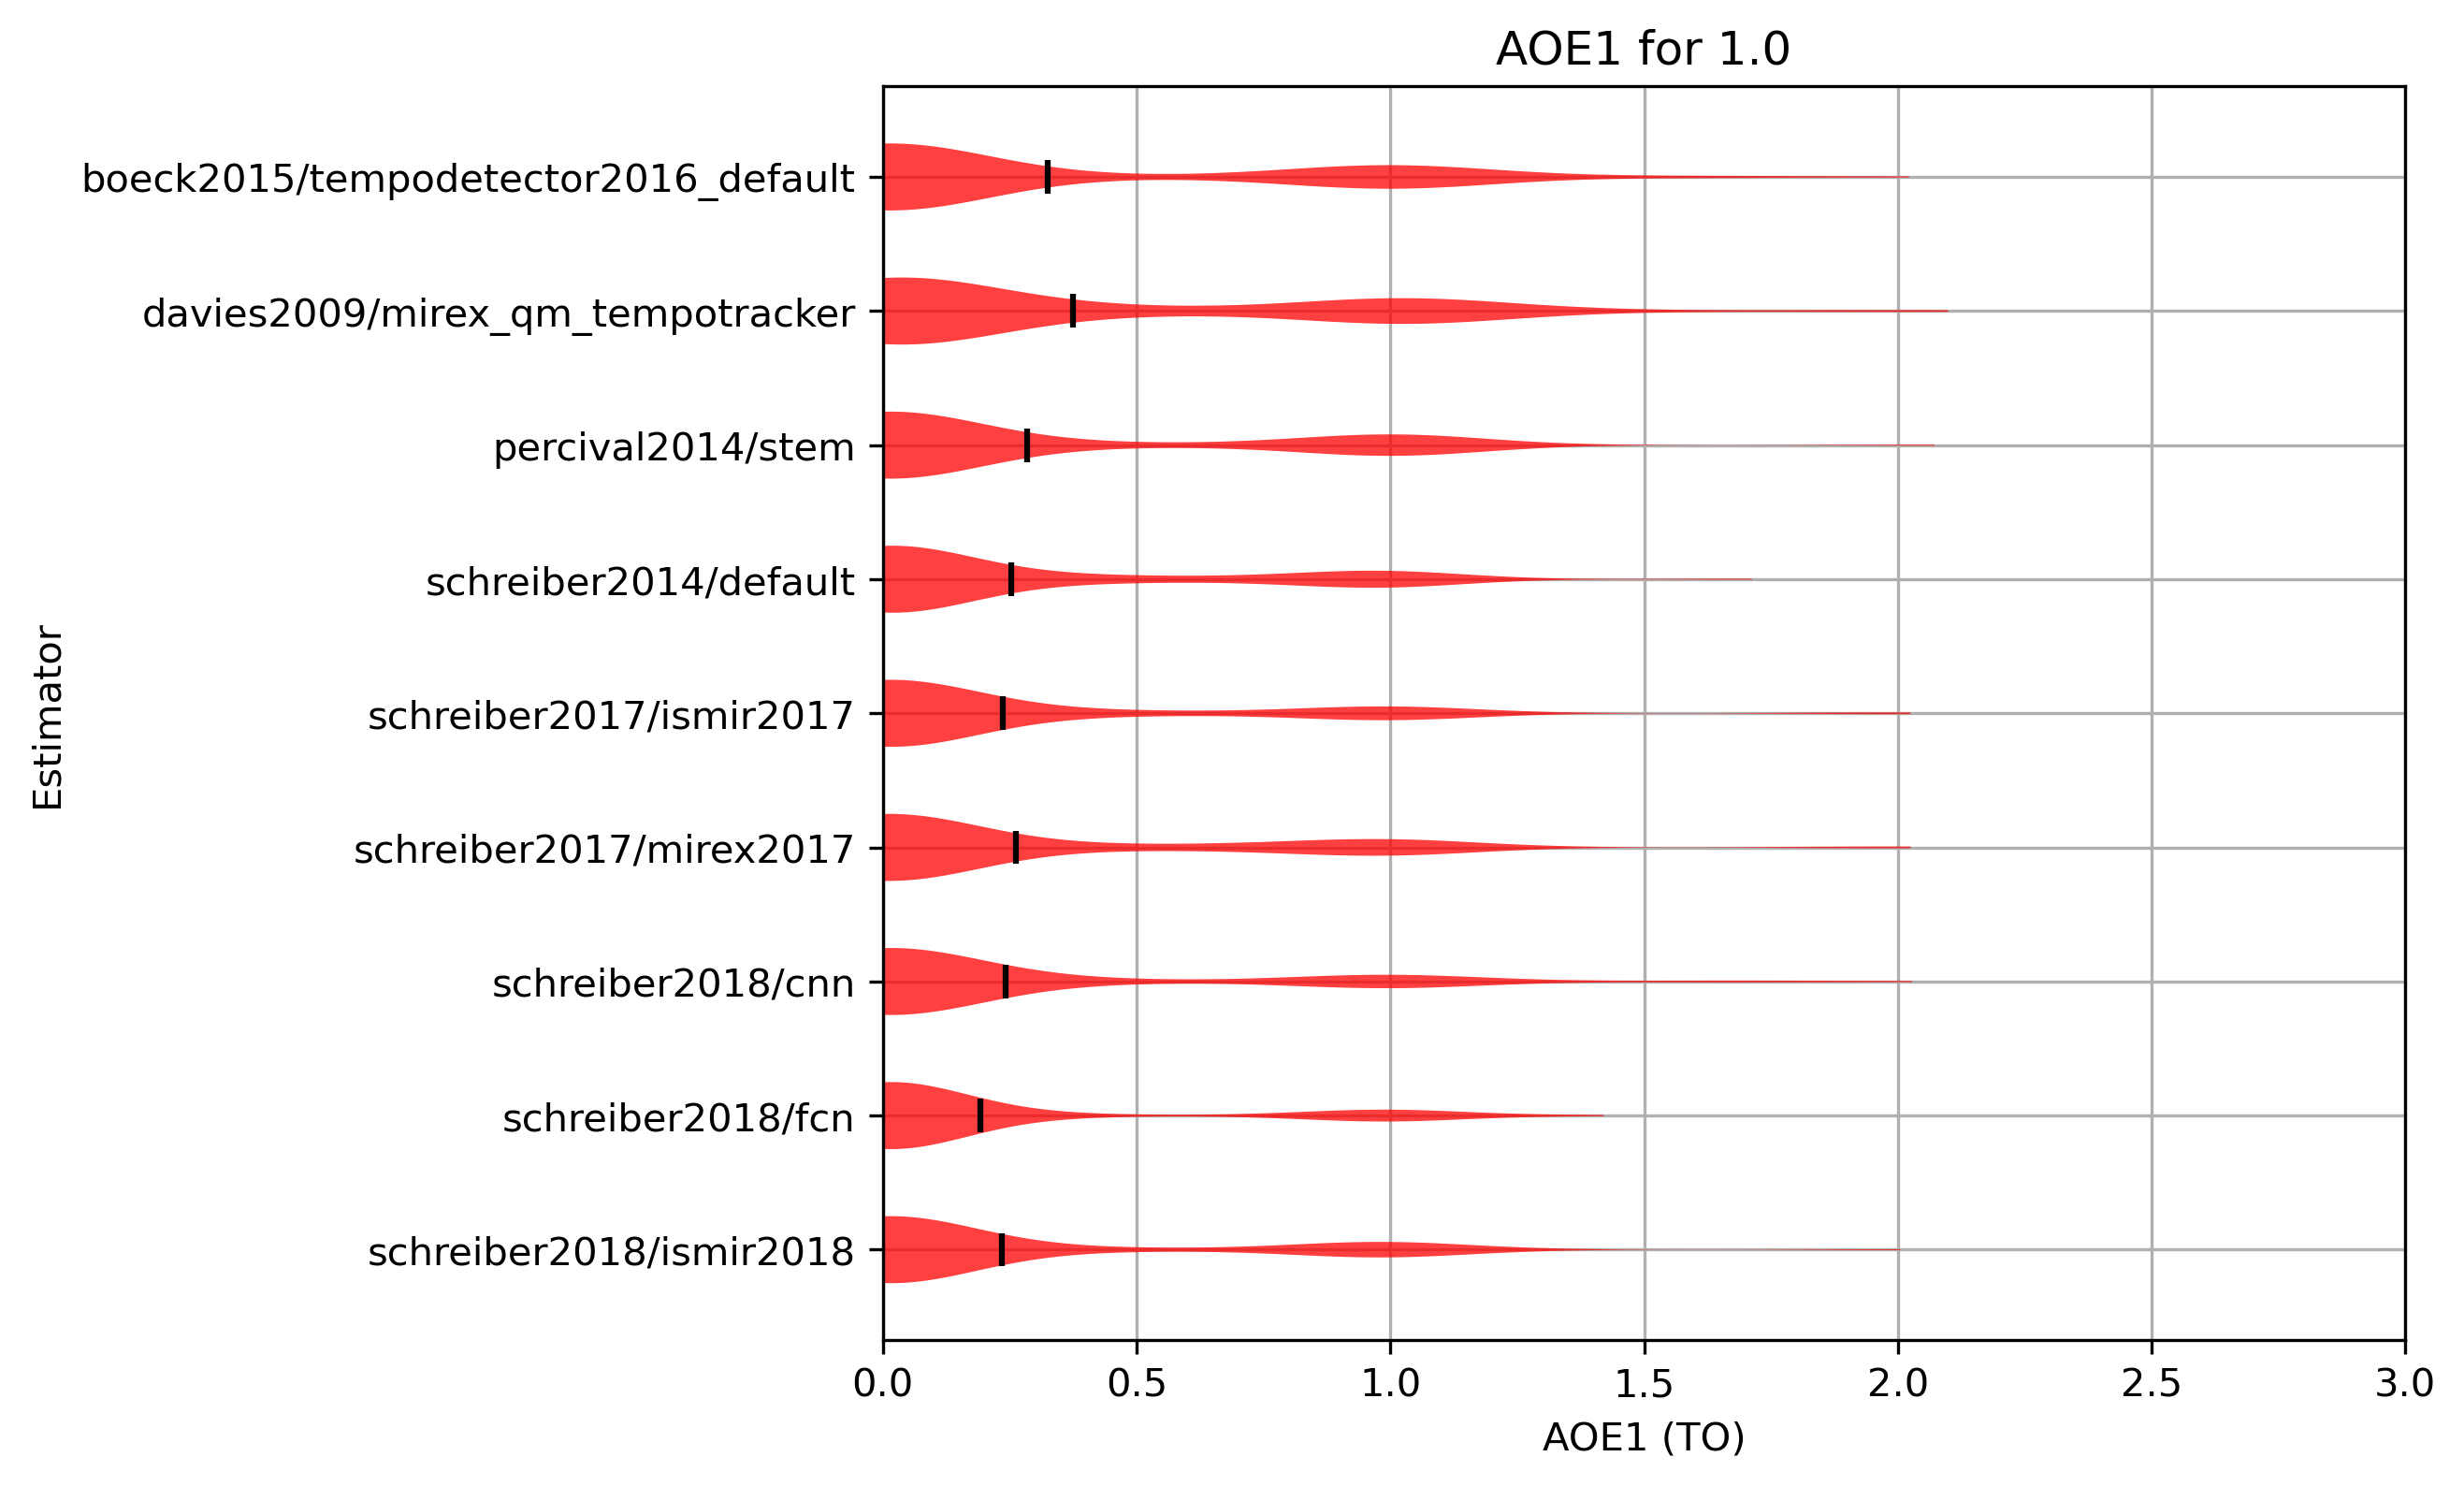 AOE1 for 1.0
boeck2015/tempodetector2016_default
davies2009/mirex_qm_tempotracker
percival2014/stem
schreiber2014/default
schreiber2017/ismir2017
schreiber2017/mirex2017
schreiber2018/cnn
schreiber2018/fcn
schreiber2018/ismir2018
Estimator
0.0 0.5 1.0 1.5 2.0 2.5 3.0
AOE1 (TO)